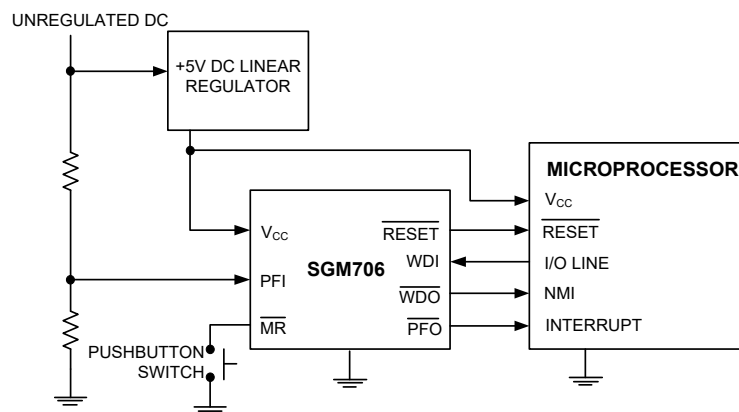 UNREGULATED DC
+5V DC LINEAR
REGULATOR
MICROPROCESSOR
VCC
RESET
I/O LINE
NMI
INTERRUPT
SGM706
VCC
PFI
MR
RESET
WDI
WDO
PFO
PUSHBUTTON
SWITCH